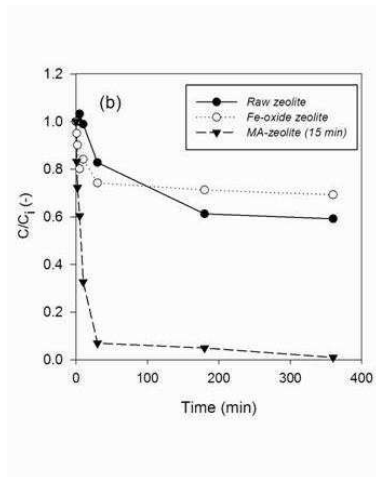 1.2
(b)
Raw zeolite
Fe-oxide zeolite
MA-zeolite (15 min)
1.0
0.8
0.6
0.4
0.2
0.0
C/Ci (-)
0 100 200 300 400
Time (min)